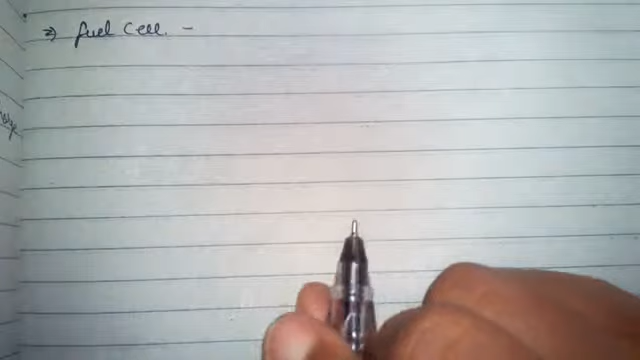 ⇒ fuel cell. -